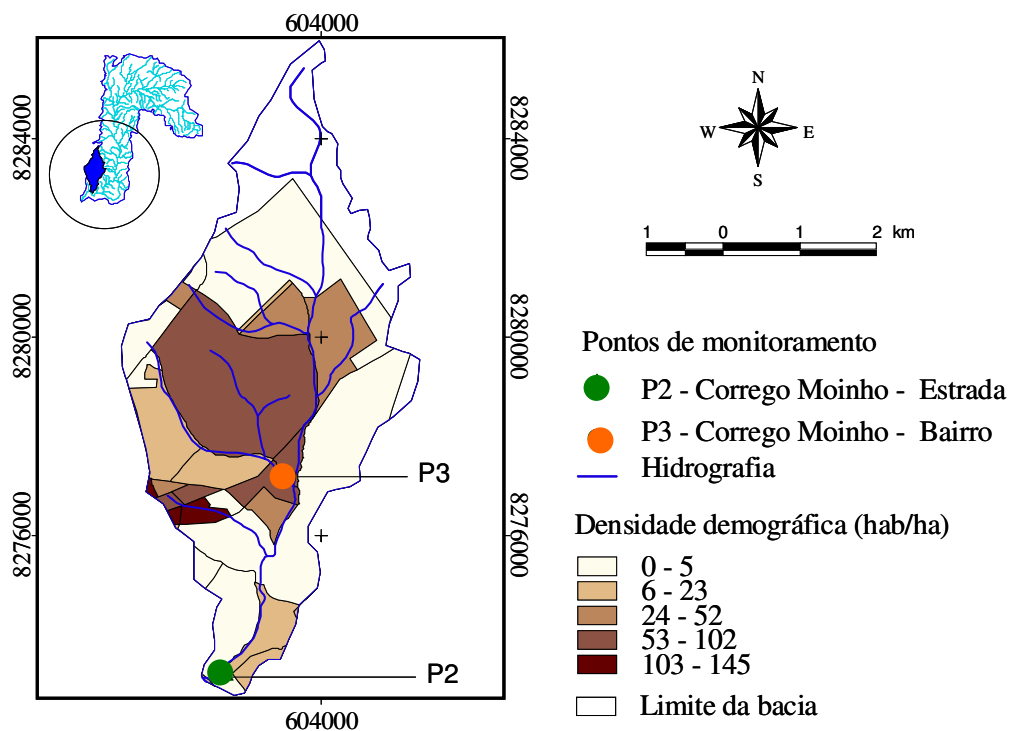 604000
8284000
8284000
8280000
8280000
8276000
8276000
P3
P2
604000
N
W
E
S
1 0 1 2 km
Pontos de monitoramento
P2 - Corrego Moinho - Estrada
P3 - Corrego Moinho - Bairro
Hidrografia
Densidade demográfica (hab/ha)
0 - 5
6 - 23
24 - 52
53 - 102
103 - 145
Limite da bacia